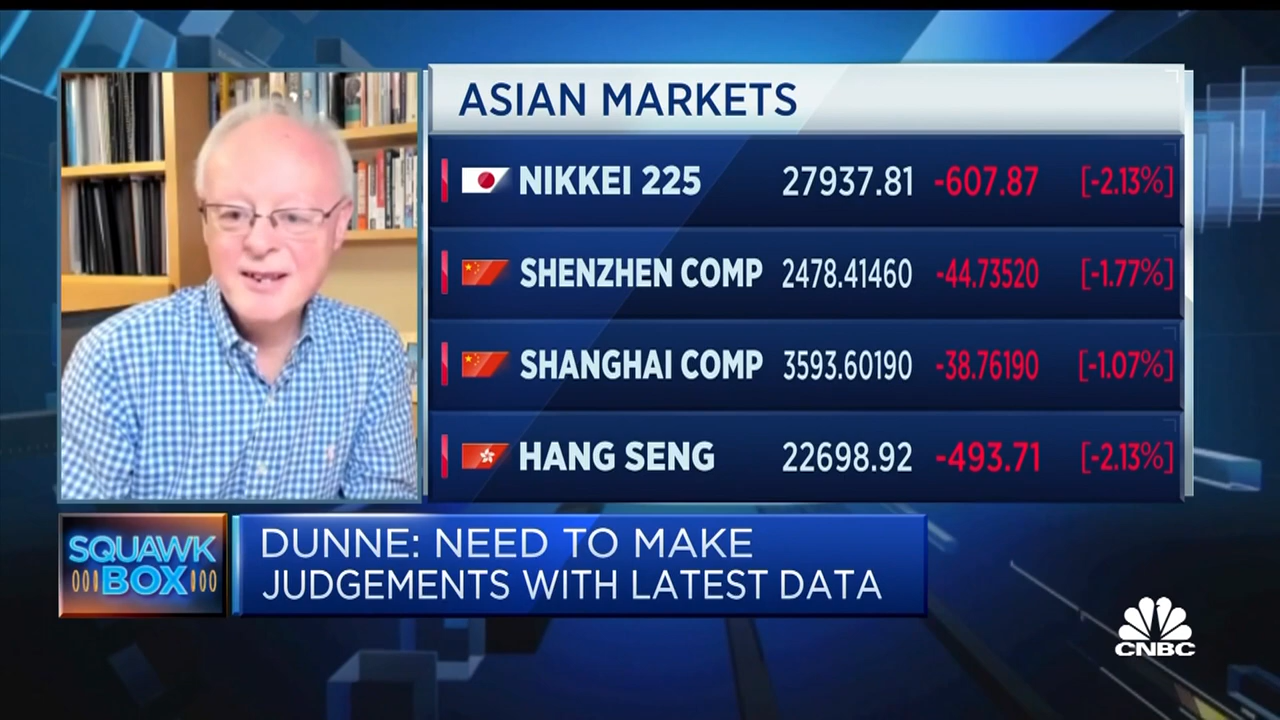 ASIAN MARKETS
NIKKEI 225 27937.81 -607.87 [-2.13%]
SHENZHEN COMP 2478.41460 -44.73520 [-1.77%]
SHANGHAI COMP 3593.60190 -38.76190 [-1.07%]
HANG SENG 22698.92 -493.71 [-2.13%]
SQUAWK
BOX
DUNNE: NEED TO MAKE
JUDGEMENTS WITH LATEST DATA
CNBC